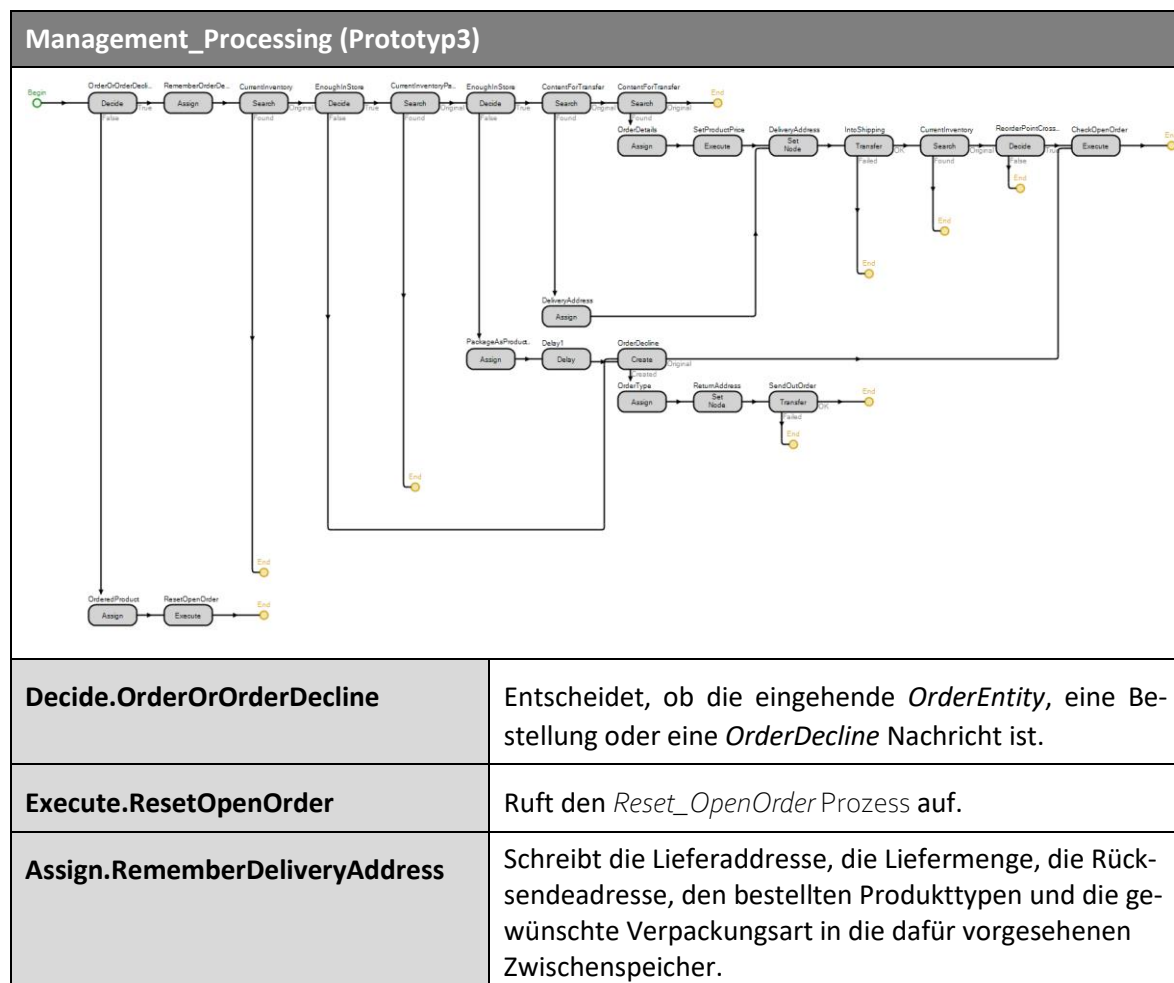 Management_Processing (Prototyp3)
Begin
OrderOrOrderDecli.. RememberOrderDe... CurrentInventory EnoughInStore CurrentInventoryPa.. EnoughInStore ContentForTransfer ContentForTransfer End
Decide True Assign Search Original Decide True Search Original Decide True Search Original Search Original
False Found False Found False Found Found
OrderDetails SetProductPrice DeliveryAddress IntoShipping CurrentInventory ReorderPointCross... CheckOpenOrder End
Assign Execute Set Node Transfer OK Search Original Decide True Execute
Failed Found False
End
End
End
DeliveryAddress
Assign
PackageAsProduct.. Delay1 OrderDecline
Assign Delay Create Original
Created
OrderType ReturnAddress SendOutOrder End
Assign Set Node Transfer OK
Failed
End
End
End
OrderedProduct ResetOpenOrder End
Assign Execute
Decide.OrderOrOrderDecline
Entscheidet, ob die eingehende OrderEntity, eine Be-
stellung oder eine OrderDecline Nachricht ist.
Execute.ResetOpenOrder
Ruft den Reset_OpenOrder Prozess auf.
Assign.RememberDeliveryAddress
Schreibt die Lieferaddresse, die Liefermenge, die Rück-
sendeadresse, den bestellten Produkttypen und die ge-
wünschte Verpackungsart in die dafür vorgesehenen
Zwischenspeicher.